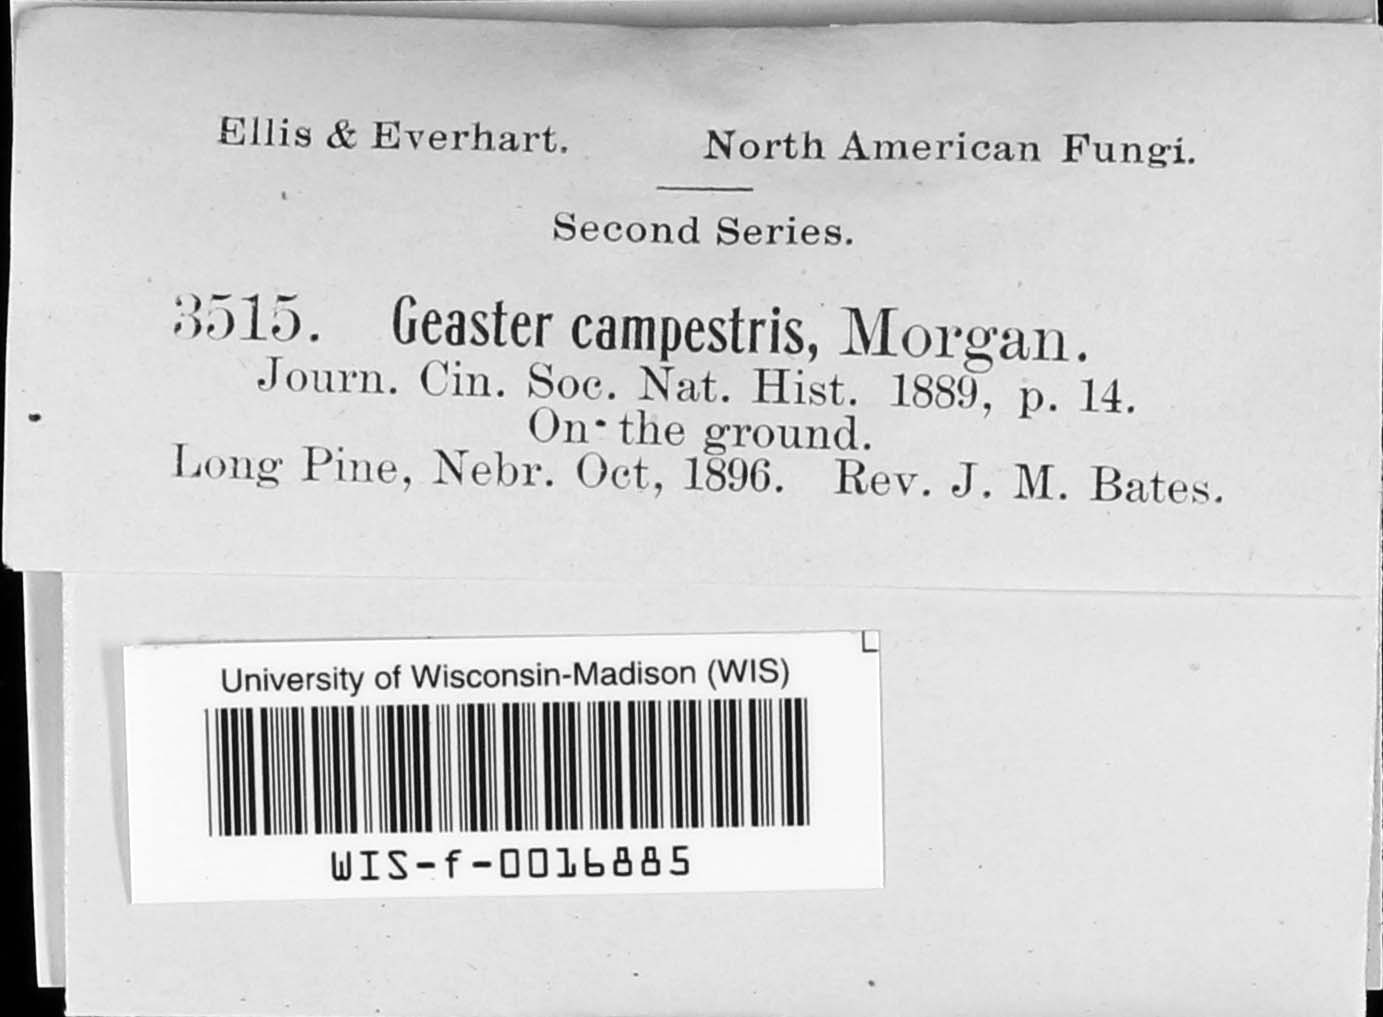 Ellis & Everhart. North American Fungi.
Second Series.
3515. Geaster campestris, Morgan.
Journ. Cin. Soc. Nat. Hist. 1889, p. 14.
On the ground.
Long Pine, Nebr. Oct, 1896. Rev. J. M. Bates.
University of Wisconsin-Madison (WIS)
WIS-f-0016885